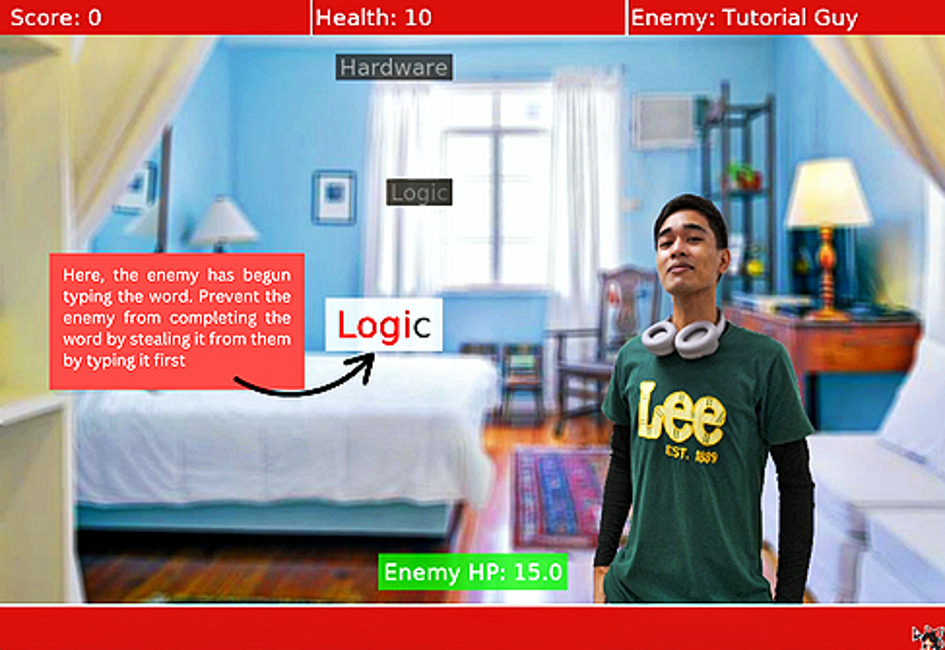 Score: 0
Health: 10
Enemy: Tutorial Guy
Hardware
Logic
Here, the enemy has begun
typing the word. Prevent the
enemy from completing the
word by stealing it from them
by typing it first
Logic
Lee
EST. 1889
Enemy HP: 15.0